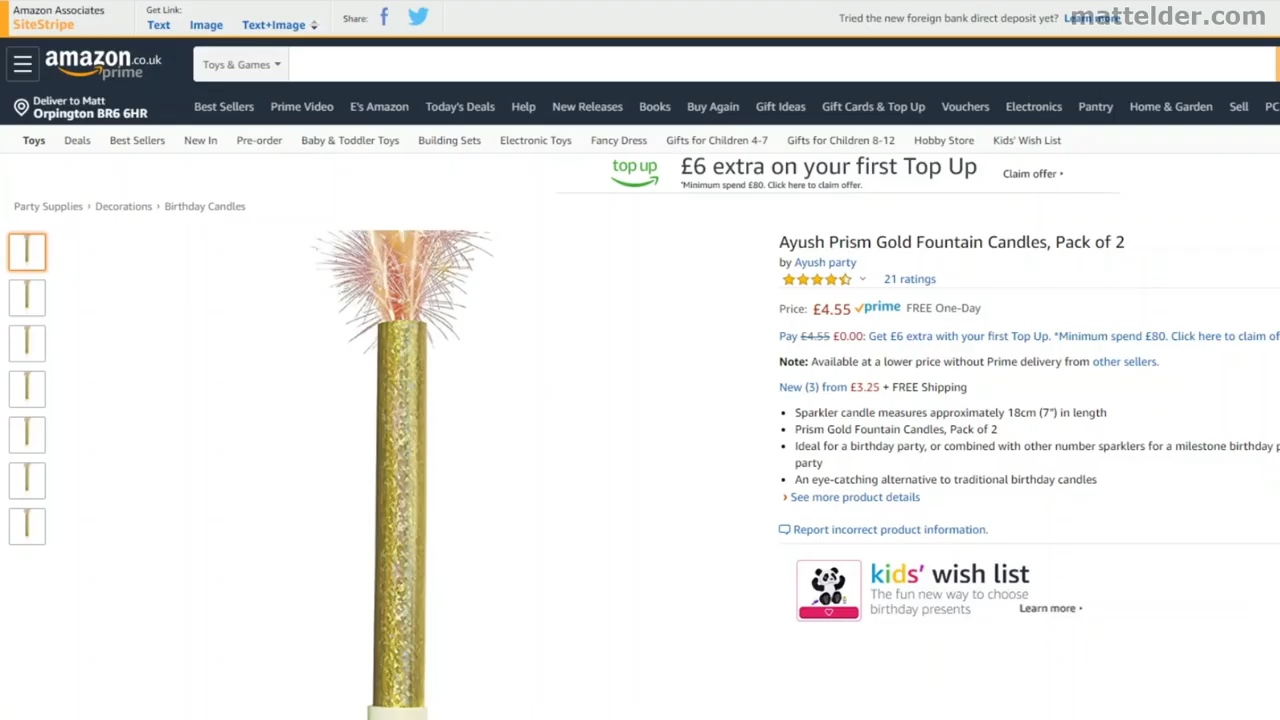 Amazon Associates
SiteStripe
Get Link:
Text Image Text+Image
Share:
Tried the new foreign bank direct deposit yet? Learn more
mattelder.com
amazon.co.uk
prime
Toys & Games
Deliver to Matt
Orpington BR6 6HR
Best Sellers Prime Video E's Amazon Today's Deals Help New Releases Books Buy Again Gift Ideas Gift Cards & Top Up Vouchers Electronics Pantry Home & Garden Sell PC
Toys Deals Best Sellers New In Pre-order Baby & Toddler Toys Building Sets Electronic Toys Fancy Dress Gifts for Children 4-7 Gifts for Children 8-12 Hobby Store Kids' Wish List
top up
£6 extra on your first Top Up
*Minimum spend £80. Click here to claim offer.
Claim offer
Party Supplies › Decorations › Birthday Candles
Ayush Prism Gold Fountain Candles, Pack of 2
by Ayush party
21 ratings
Price: £4.55 prime FREE One-Day
Pay £4.55 £0.00: Get £6 extra with your first Top Up. *Minimum spend £80. Click here to claim of
Note: Available at a lower price without Prime delivery from other sellers.
New (3) from £3.25 + FREE Shipping
• Sparkler candle measures approximately 18cm (7") in length
• Prism Gold Fountain Candles, Pack of 2
• Ideal for a birthday party, or combined with other number sparklers for a milestone birthday p
party
• An eye-catching alternative to traditional birthday candles
› See more product details
Report incorrect product information.
kids' wish list
The fun new way to choose
birthday presents
Learn more